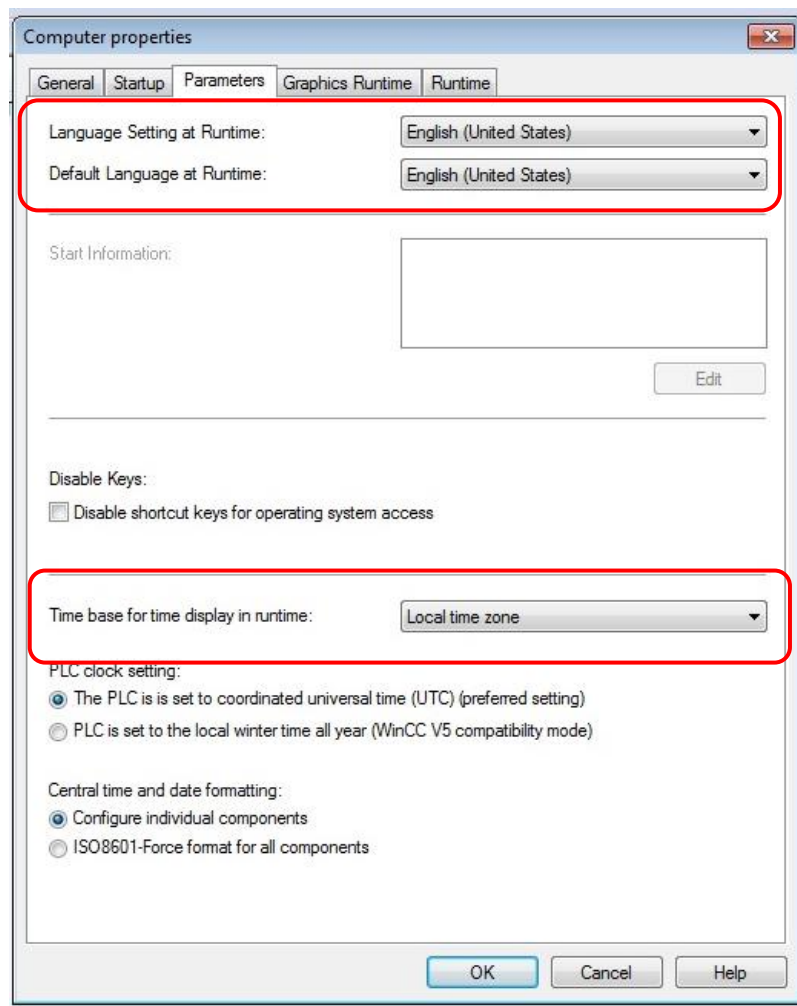 Computer properties
General Startup Parameters Graphics Runtime Runtime
Language Setting at Runtime: English (United States)
Default Language at Runtime: English (United States)
Start Information:
Edit
Disable Keys:
Disable shortcut keys for operating system access
Time base for time display in runtime: Local time zone
PLC clock setting:
The PLC is is set to coordinated universal time (UTC) (preferred setting)
PLC is set to the local winter time all year (WinCC V5 compatibility mode)
Central time and date formatting:
Configure individual components
ISO8601-Force format for all components
OK Cancel Help